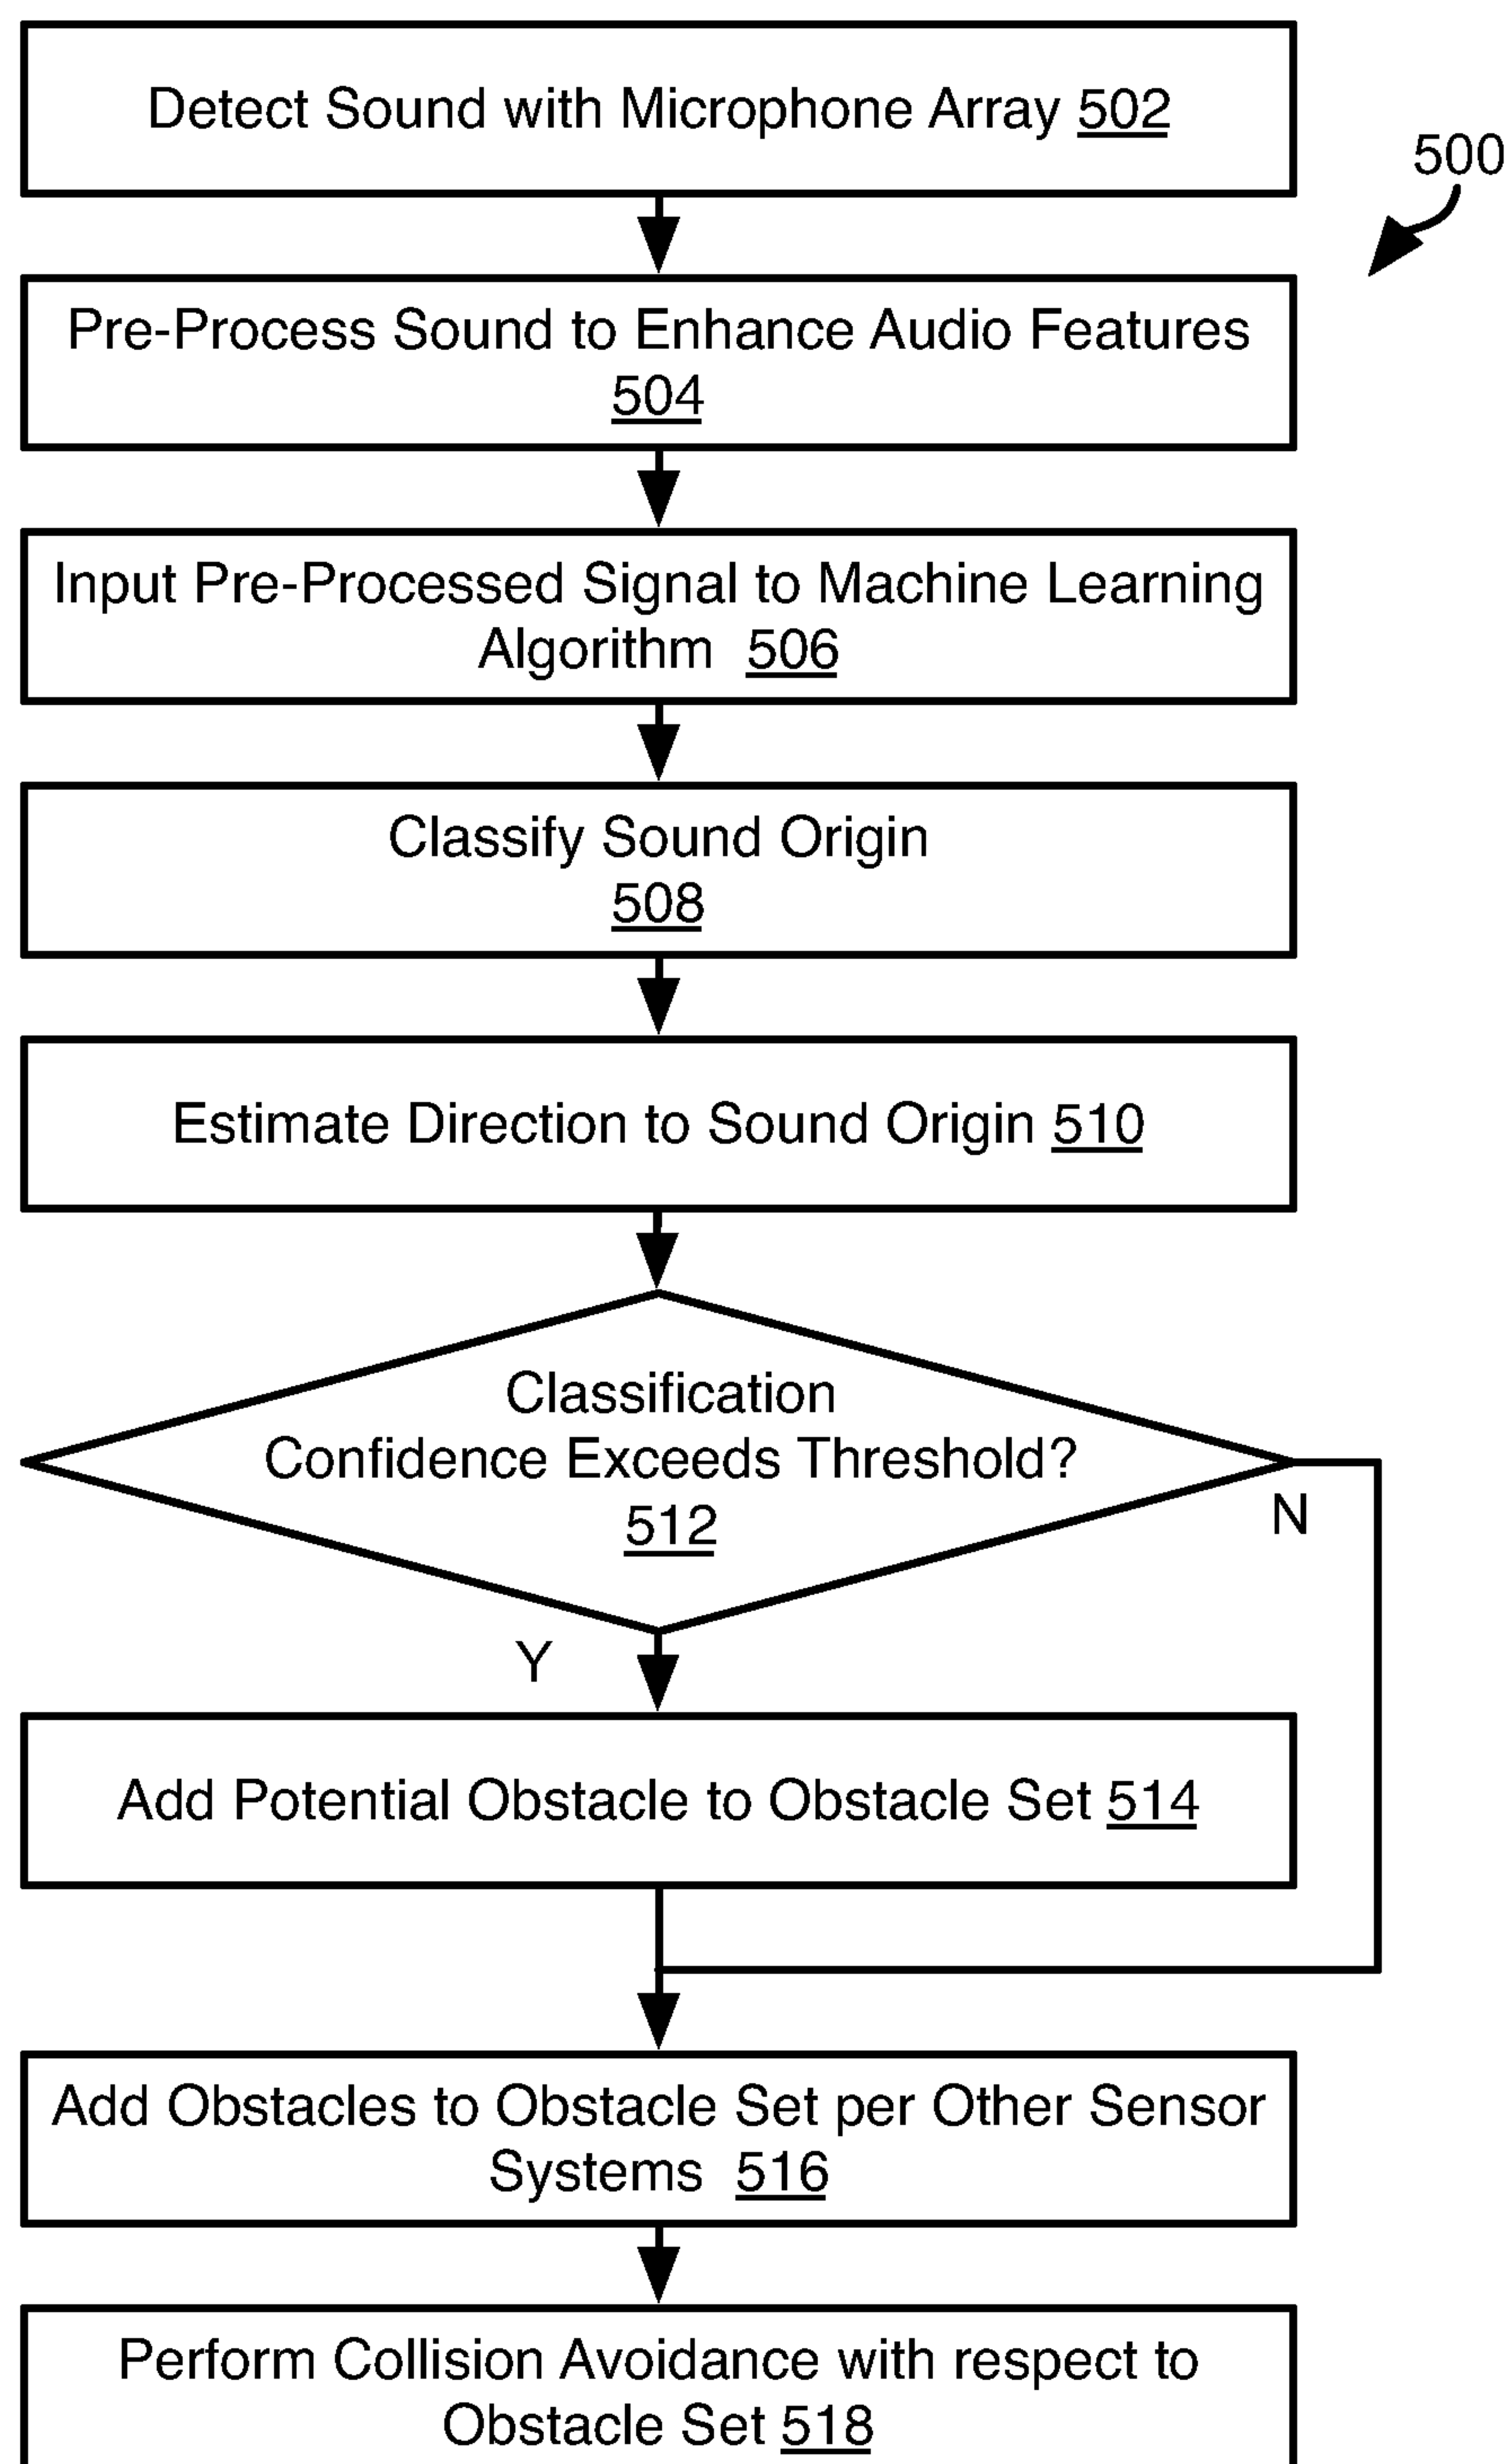 Detect Sound with Microphone Array 502
500
Pre-Process Sound to Enhance Audio Features
504
Input Pre-Processed Signal to Machine Learning
Algorithm 506
Classify Sound Origin
508
Estimate Direction to Sound Origin 510
Classification
Confidence Exceeds Threshold?
512
N
Y
Add Potential Obstacle to Obstacle Set 514
Add Obstacles to Obstacle Set per Other Sensor
Systems 516
Perform Collision Avoidance with respect to
Obstacle Set 518